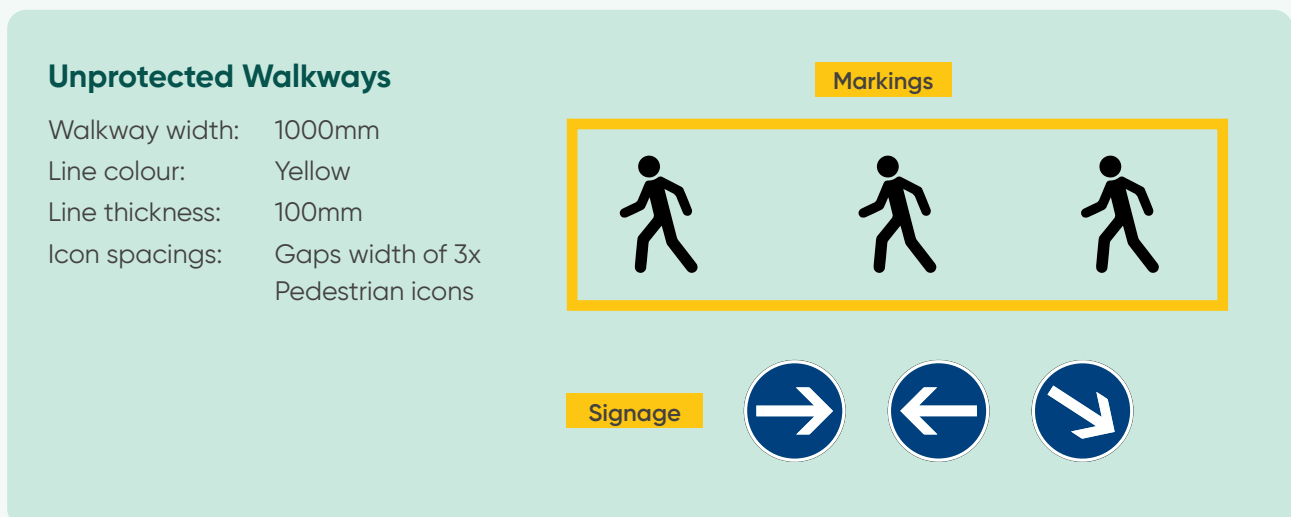 Unprotected Walkways
Markings
Walkway width: 1000mm
Line colour: Yellow
Line thickness: 100mm
Icon spacings: Gaps width of 3x
Pedestrian icons
Signage